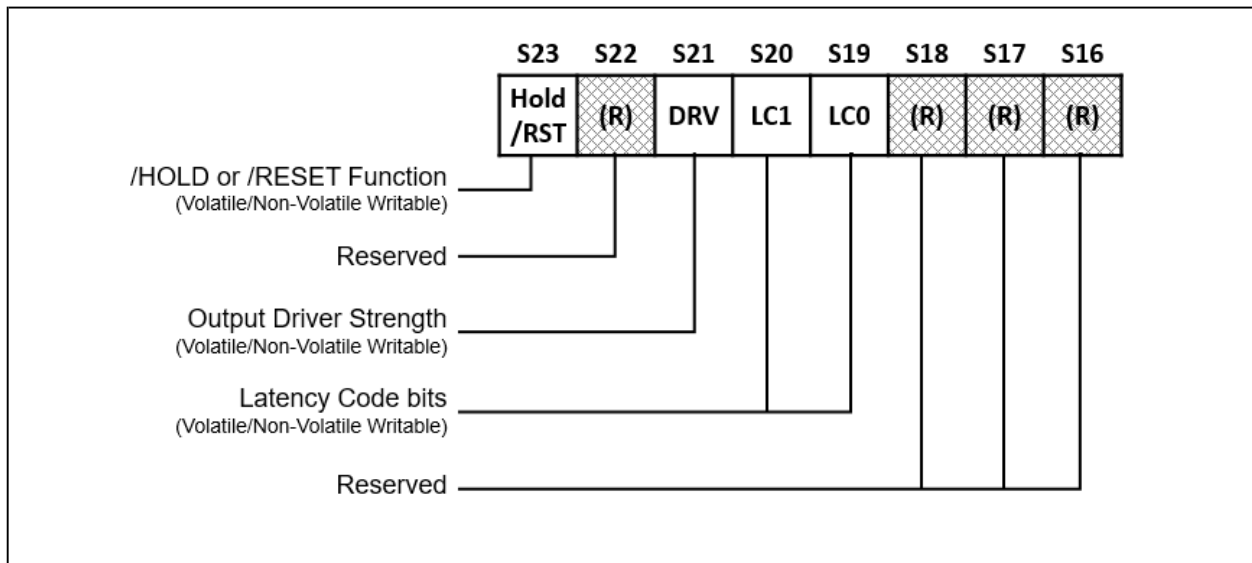 S23 S22 S21 S20 S19 S18 S17 S16
Hold
/RST (R) DRV LC1 LC0 (R) (R) (R)
/HOLD or /RESET Function
(Volatile/Non-Volatile Writable)
Reserved
Output Driver Strength
(Volatile/Non-Volatile Writable)
Latency Code bits
(Volatile/Non-Volatile Writable)
Reserved